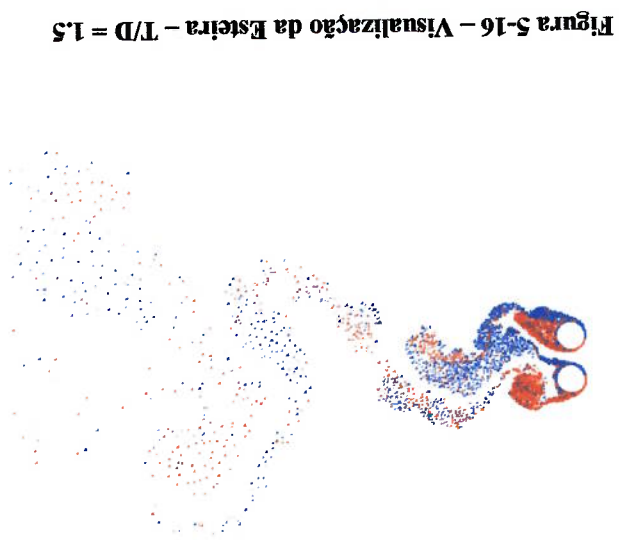 Figura 5-16 – Visualização da Esteira – T/D = 1.5